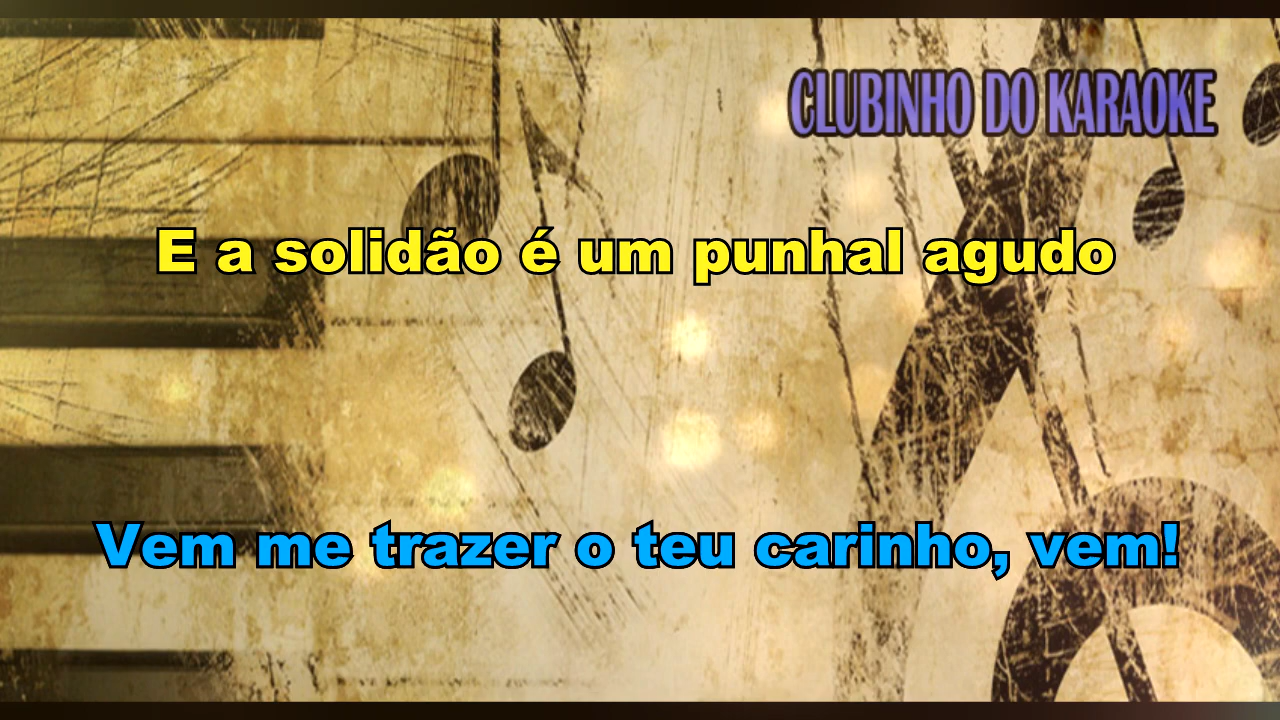 CLUBINHO DO KARAOKE
E a solidão é um punhal agudo
Vem me trazer o teu carinho, vem!